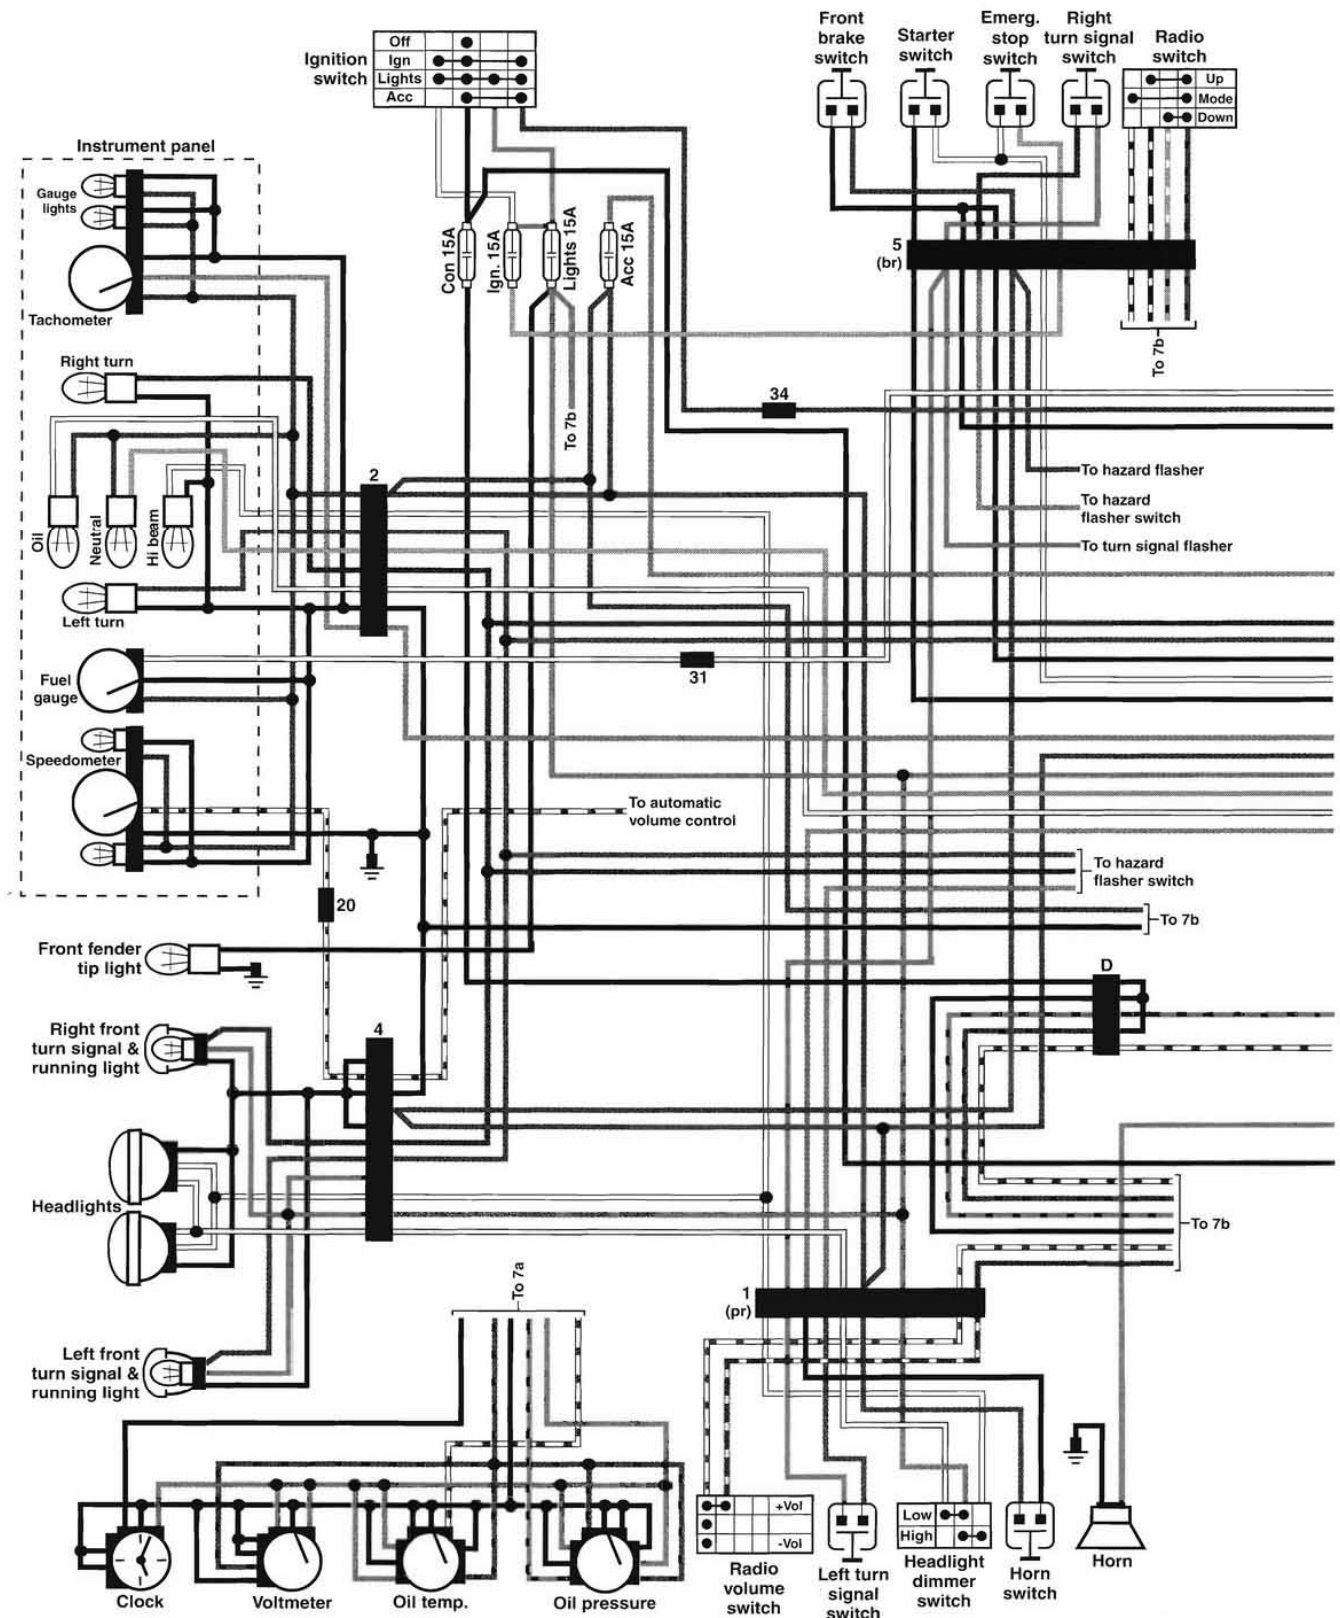 Ignition
switch
Off
Ign
Lights
Acc
Front
brake
switch
Starter
switch
Emerg.
stop
switch
Right
turn signal
switch
Radio
switch
Up
Mode
Down
Instrument panel
Gauge
lights
Tachometer
Con 15A
Ign. 15A
Lights 15A
Acc 15A
5
(br)
To 7b
Right turn
34
To 7b
2
To hazard flasher
To hazard
flasher switch
To turn signal flasher
Oil
Neutral
Hi beam
Left turn
Fuel
gauge
31
Speedometer
To automatic
volume control
To hazard
flasher switch
20
To 7b
Front fender
tip light
D
Right front
turn signal &
running light
4
Headlights
To 7b
To 7a
1
(pr)
Left front
turn signal &
running light
+Vol
-Vol
Low
High
Clock
Voltmeter
Oil temp.
Oil pressure
Radio
volume
switch
Left turn
signal
switch
Headlight
dimmer
switch
Horn
switch
Horn